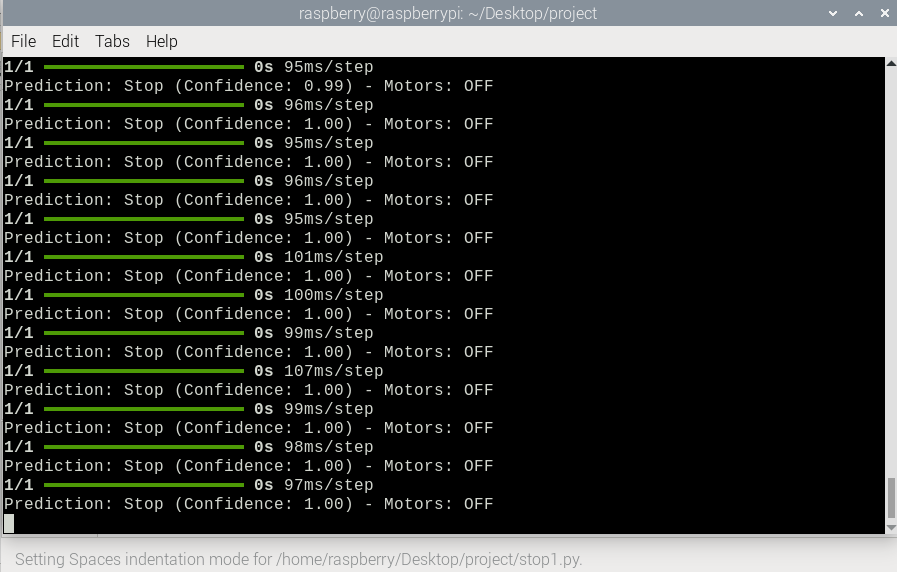 raspberry@raspberrypi: ~/Desktop/project
File Edit Tabs Help
1/1 0s 95ms/step
Prediction: Stop (Confidence: 0.99) - Motors: OFF
1/1 0s 96ms/step
Prediction: Stop (Confidence: 1.00) - Motors: OFF
1/1 0s 95ms/step
Prediction: Stop (Confidence: 1.00) - Motors: OFF
1/1 0s 96ms/step
Prediction: Stop (Confidence: 1.00) - Motors: OFF
1/1 0s 95ms/step
Prediction: Stop (Confidence: 1.00) - Motors: OFF
1/1 0s 101ms/step
Prediction: Stop (Confidence: 1.00) - Motors: OFF
1/1 0s 100ms/step
Prediction: Stop (Confidence: 1.00) - Motors: OFF
1/1 0s 99ms/step
Prediction: Stop (Confidence: 1.00) - Motors: OFF
1/1 0s 107ms/step
Prediction: Stop (Confidence: 1.00) - Motors: OFF
1/1 0s 99ms/step
Prediction: Stop (Confidence: 1.00) - Motors: OFF
1/1 0s 98ms/step
Prediction: Stop (Confidence: 1.00) - Motors: OFF
1/1 0s 97ms/step
Prediction: Stop (Confidence: 1.00) - Motors: OFF
Setting Spaces indentation mode for /home/raspberry/Desktop/project/stop1.py.